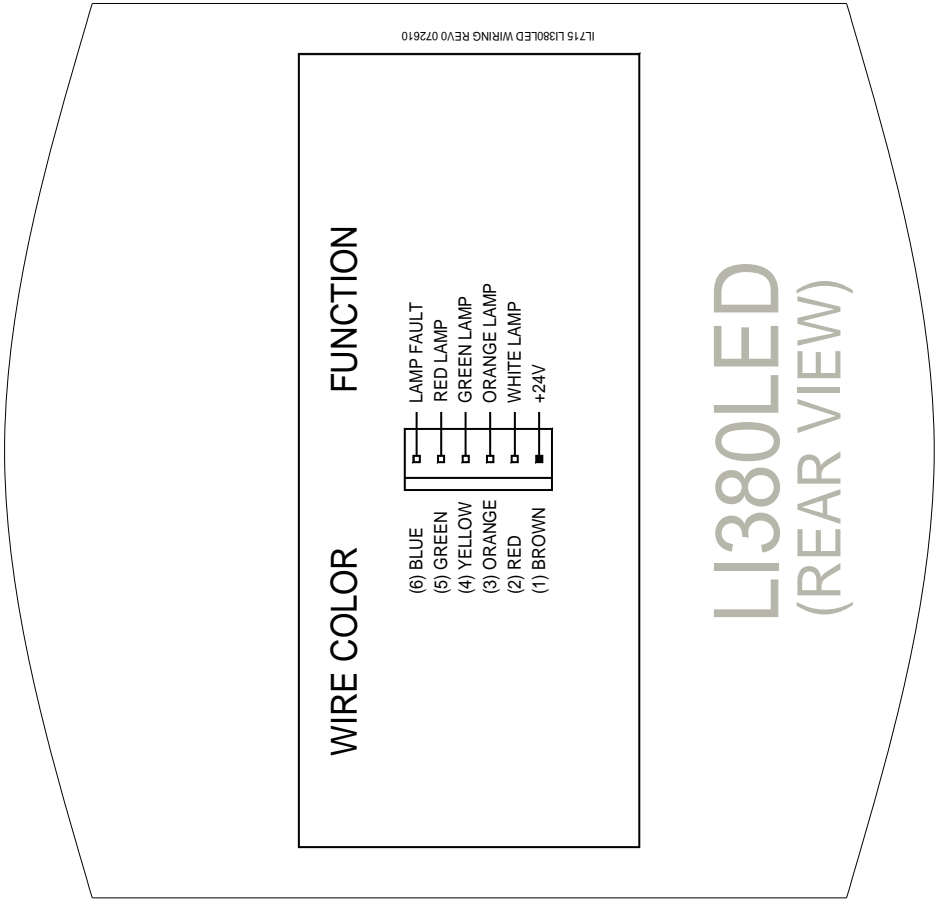 IL715 LI380LED WIRING REV0 072610
WIRE COLOR FUNCTION
(6) BLUE LAMP FAULT
(5) GREEN RED LAMP
(4) YELLOW GREEN LAMP
(3) ORANGE ORANGE LAMP
(2) RED WHITE LAMP
(1) BROWN +24V
LI380LED
(REAR VIEW)